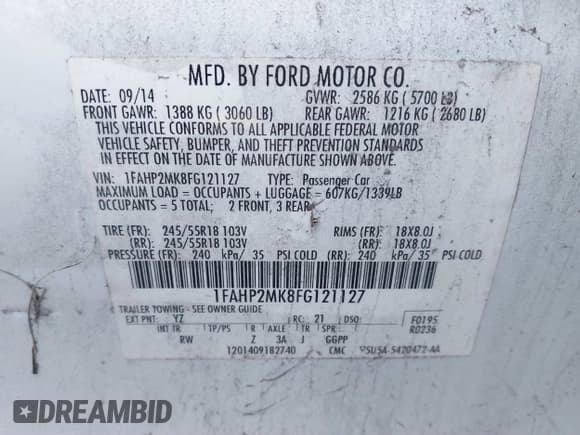 MFD. BY FORD MOTOR CO.
DATE: 09/14 GVWR: 2586 KG ( 5700 LB)
FRONT GAWR: 1388 KG ( 3060 LB) REAR GAWR: 1216 KG ( 2680 LB)
THIS VEHICLE CONFORMS TO ALL APPLICABLE FEDERAL MOTOR
VEHICLE SAFETY, BUMPER, AND THEFT PREVENTION STANDARDS
IN EFFECT ON THE DATE OF MANUFACTURE SHOWN ABOVE.
VIN: 1FAHP2MK8FG121127 TYPE: Passenger Car
MAXIMUM LOAD = OCCUPANTS + LUGGAGE = 607KG/1339LB
OCCUPANTS = 5 TOTAL; 2 FRONT, 3 REAR
TIRE (FR): 245/55R18 103V RIMS (FR): 18X8.0J
(RR): 245/55R18 103V (RR): 18X8.0J
PRESSURE (FR): 240 kPa/ 35 PSI COLD (RR): 240 kPa/ 35 PSI COLD
1FAHP2MK8FG121127
TRAILER TOWING - SEE OWNER GUIDE
EXT PNT: YZ RC: 21 DSO: F0195
INT TR TP/PS R AXLE TR SPR R0236
RW Z 3A J GGPP
1201409182740 CMC 5U5A-5420472-AA
DREAMBID